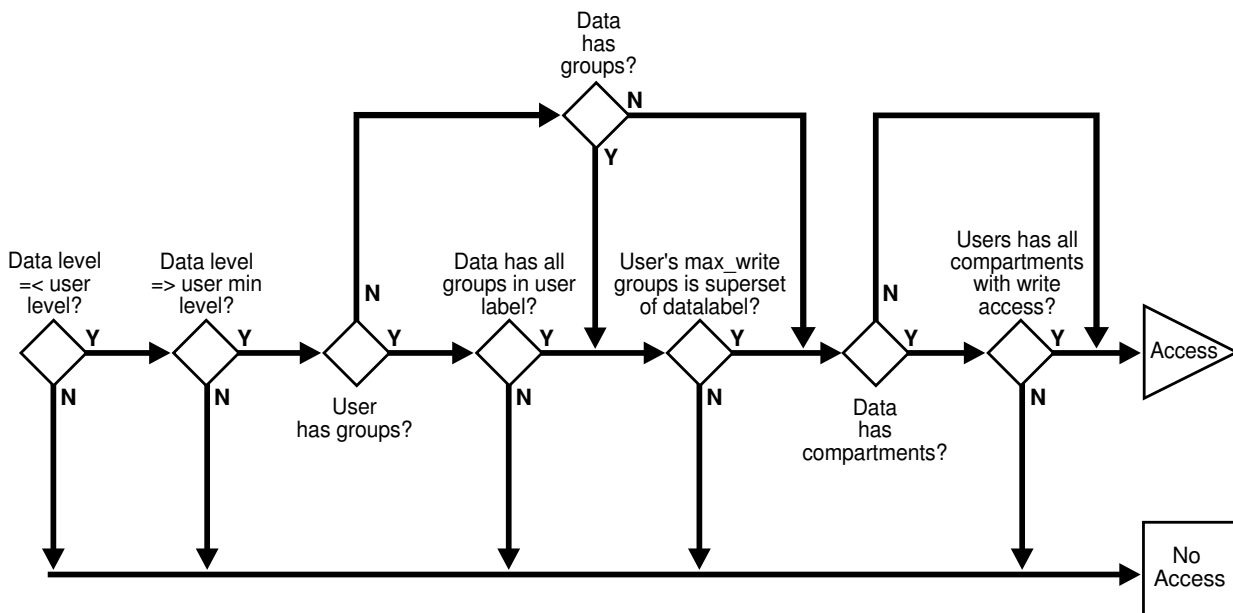 Data
has
groups?
N
Y
Data level
=< user
level?
Y
N
Data level
=> user min
level?
Y
N
N
Y
User
has groups?
Data has all
groups in user
label?
Y
N
User's max_write
groups is superset
of datalabel?
Y
N
N
Y
Data
has
compartments?
Users has all
compartments
with write
access?
Y
N
Access
No
Access